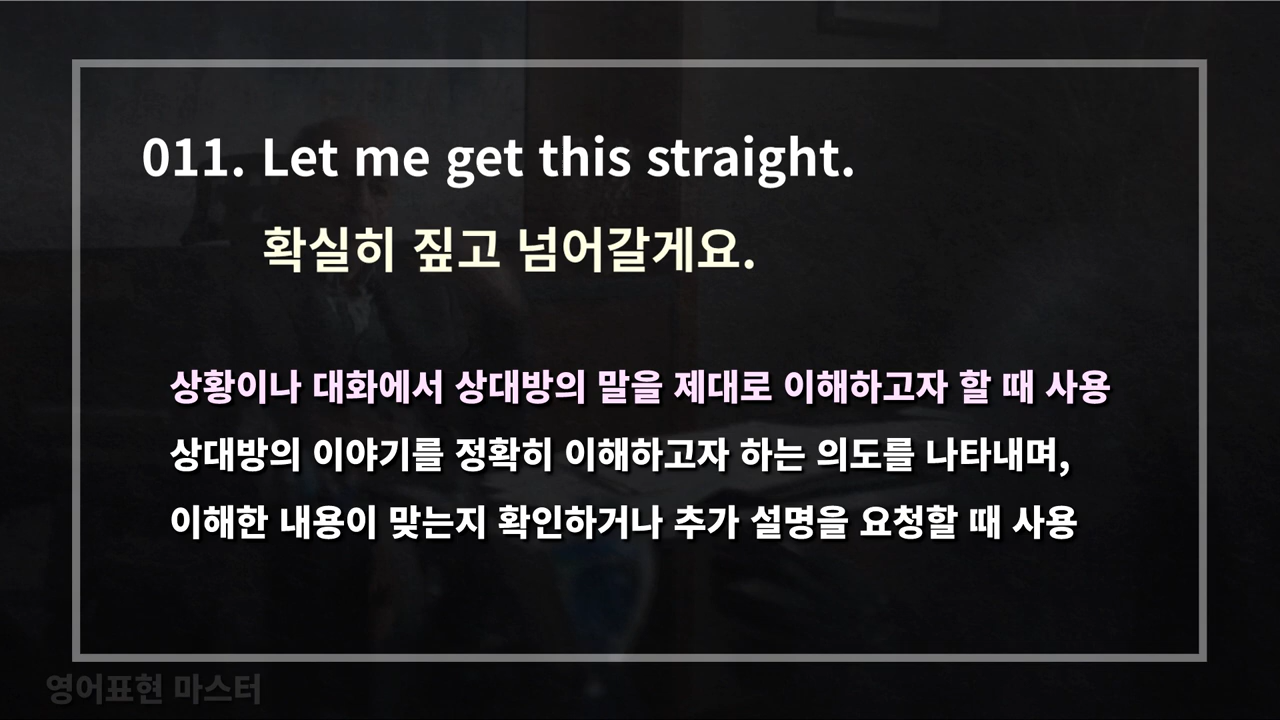 011. Let me get this straight.
확실히 짚고 넘어갈게요.
상황이나 대화에서 상대방의 말을 제대로 이해하고자 할 때 사용
상대방의 이야기를 정확히 이해하고자 하는 의도를 나타내며,
이해한 내용이 맞는지 확인하거나 추가 설명을 요청할 때 사용
영어표현 마스터